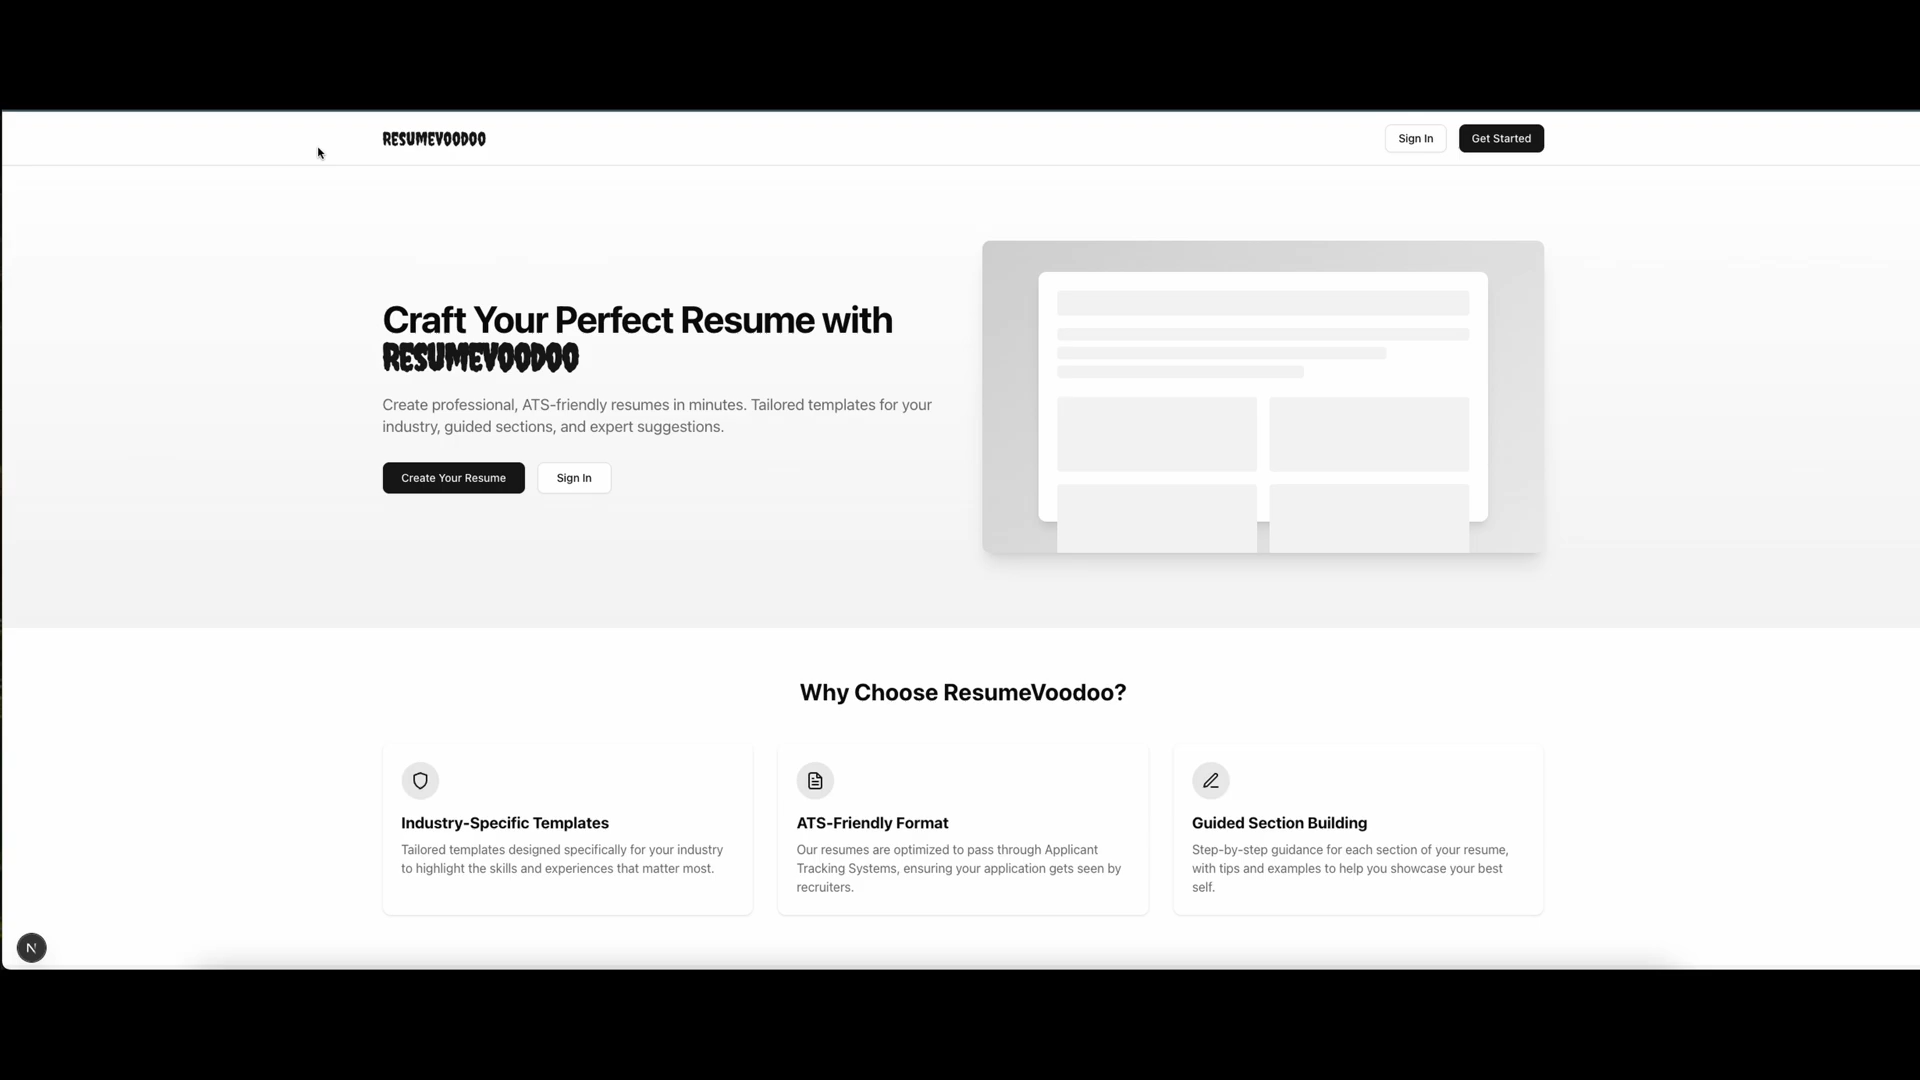 RESUMEVOODOO
Sign In
Get Started
Craft Your Perfect Resume with
RESUMEVOODOO
Create professional, ATS-friendly resumes in minutes. Tailored templates for your
industry, guided sections, and expert suggestions.
Create Your Resume
Sign In
Why Choose ResumeVoodoo?
Industry-Specific Templates
Tailored templates designed specifically for your industry
to highlight the skills and experiences that matter most.
ATS-Friendly Format
Our resumes are optimized to pass through Applicant
Tracking Systems, ensuring your application gets seen by
recruiters.
Guided Section Building
Step-by-step guidance for each section of your resume,
with tips and examples to help you showcase your best
self.
N